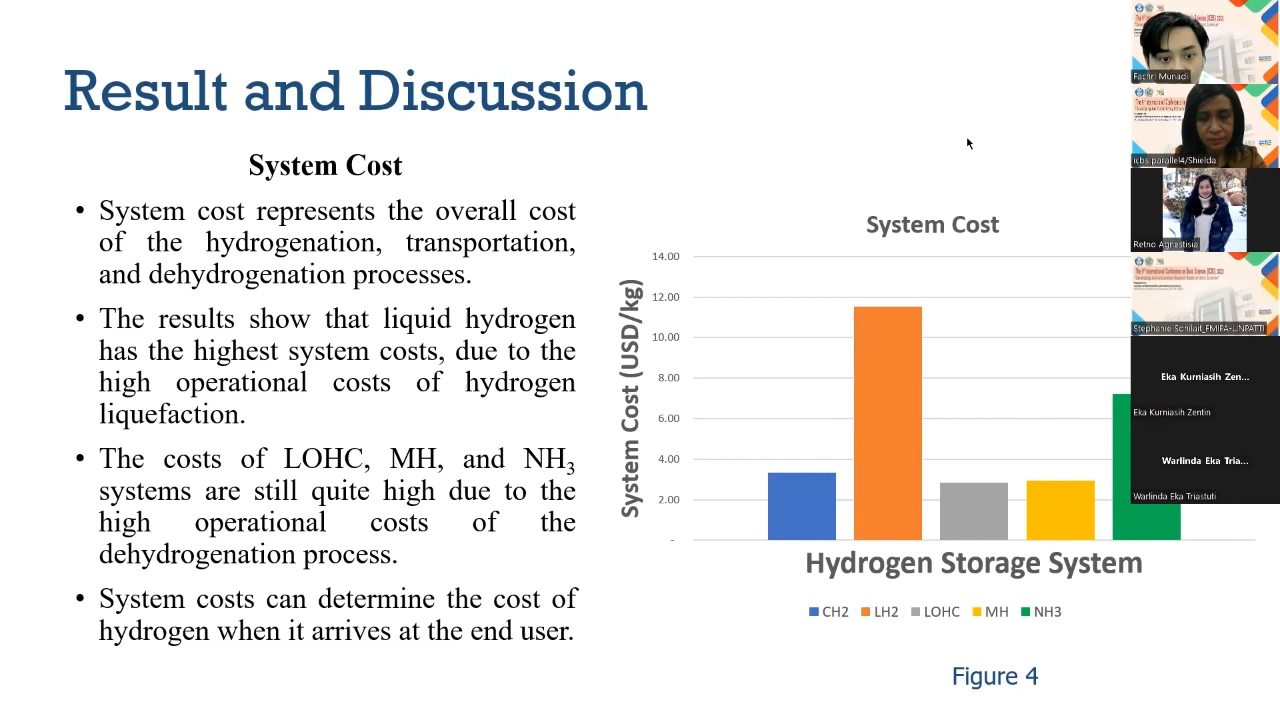 Result and Discussion
System Cost
• System cost represents the overall cost
of the hydrogenation, transportation,
and dehydrogenation processes.
• The results show that liquid hydrogen
has the highest system costs, due to the
high operational costs of hydrogen
liquefaction.
• The costs of LOHC, MH, and NH3
systems are still quite high due to the
high operational costs of the
dehydrogenation process.
• System costs can determine the cost of
hydrogen when it arrives at the end user.
System Cost
System Cost (USD/kg)
14.00
12.00
10.00
8.00
6.00
4.00
2.00
-
Hydrogen Storage System
CH2 LH2 LOHC MH NH3
Figure 4
Fachri Munadi
icbs parallel4/Shielda
Retno Agnestisia
Stephanie Schilait_FMIPA-UNPATTI
Eka Kurniasih Zen...
Eka Kurniasih Zentin
Warlinda Eka Tria...
Warlinda Eka Triastuti